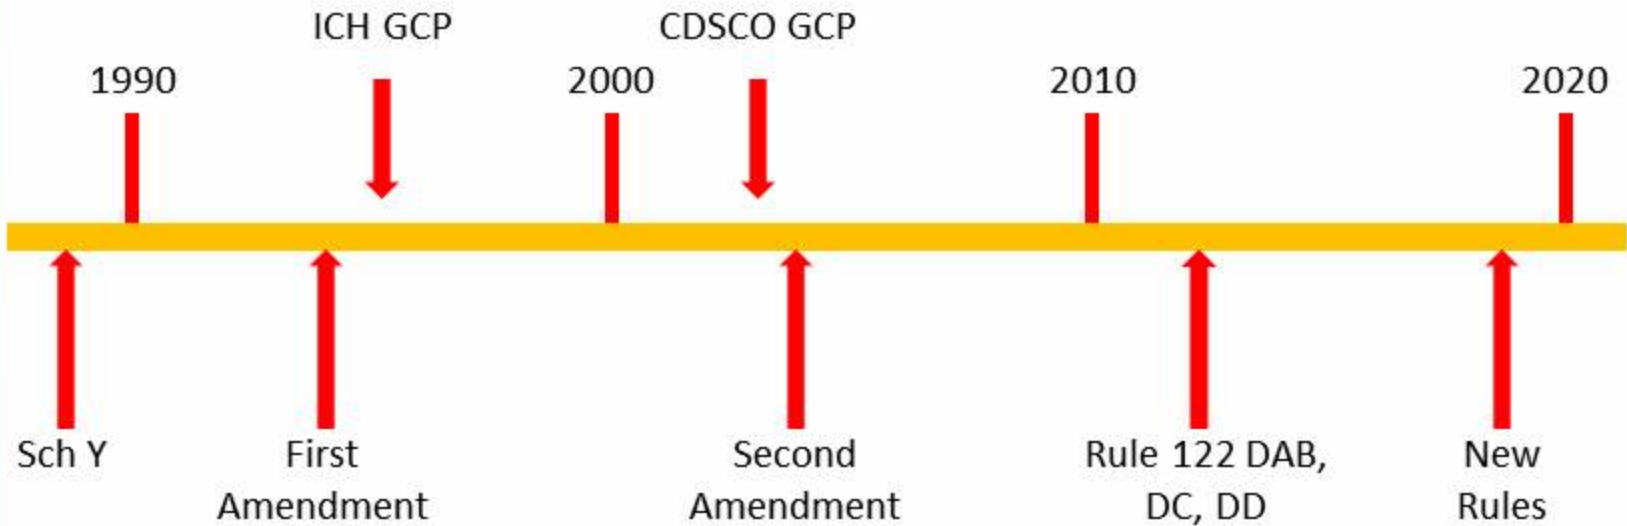 ICH GCP
CDSCO GCP
1990
2000
2010
2020
Sch Y
First
Amendment
Second
Amendment
Rule 122 DAB,
DC, DD
New
Rules